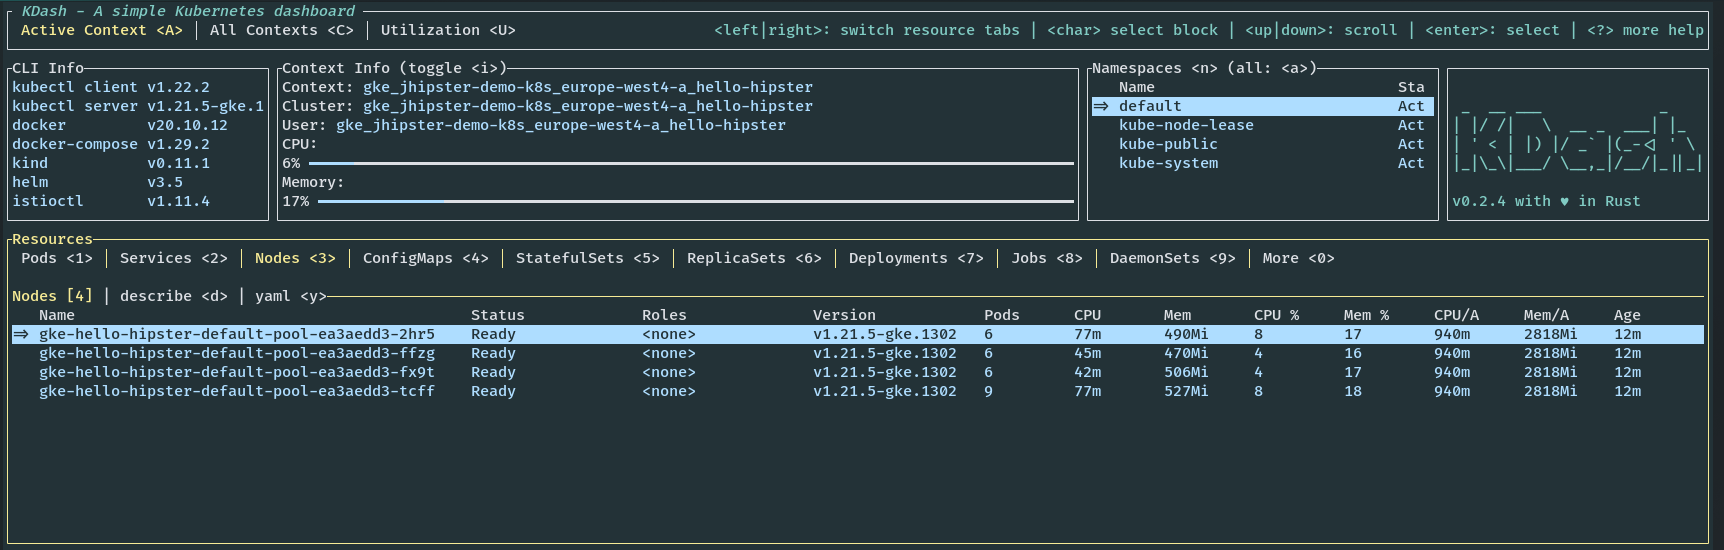 KDash - A simple Kubernetes dashboard
Active Context <A> │ All Contexts <C> │ Utilization <U> <left|right>: switch resource tabs | <char> select block | <up|down>: scroll | <enter>: select | <?> more help
CLI Info
kubectl client v1.22.2
kubectl server v1.21.5-gke.1
docker v20.10.12
docker-compose v1.29.2
kind v0.11.1
helm v3.5
istioctl v1.11.4
Context Info (toggle <i>)
Context: gke_jhipster-demo-k8s_europe-west4-a_hello-hipster
Cluster: gke_jhipster-demo-k8s_europe-west4-a_hello-hipster
User: gke_jhipster-demo-k8s_europe-west4-a_hello-hipster
CPU:
6%
Memory:
17%
Namespaces <n> (all: <a>)
Name Sta
=> default Act
kube-node-lease Act
kube-public Act
kube-system Act
KDash
v0.2.4 with ♥ in Rust
Resources
Pods <1> │ Services <2> │ Nodes <3> │ ConfigMaps <4> │ StatefulSets <5> │ ReplicaSets <6> │ Deployments <7> │ Jobs <8> │ DaemonSets <9> │ More <0>
Nodes [4] | describe <d> | yaml <y>
Name Status Roles Version Pods CPU Mem CPU % Mem % CPU/A Mem/A Age
=> gke-hello-hipster-default-pool-ea3aedd3-2hr5 Ready <none> v1.21.5-gke.1302 6 77m 490Mi 8 17 940m 2818Mi 12m
gke-hello-hipster-default-pool-ea3aedd3-ffzg Ready <none> v1.21.5-gke.1302 6 45m 470Mi 4 16 940m 2818Mi 12m
gke-hello-hipster-default-pool-ea3aedd3-fx9t Ready <none> v1.21.5-gke.1302 6 42m 506Mi 4 17 940m 2818Mi 12m
gke-hello-hipster-default-pool-ea3aedd3-tcff Ready <none> v1.21.5-gke.1302 9 77m 527Mi 8 18 940m 2818Mi 12m